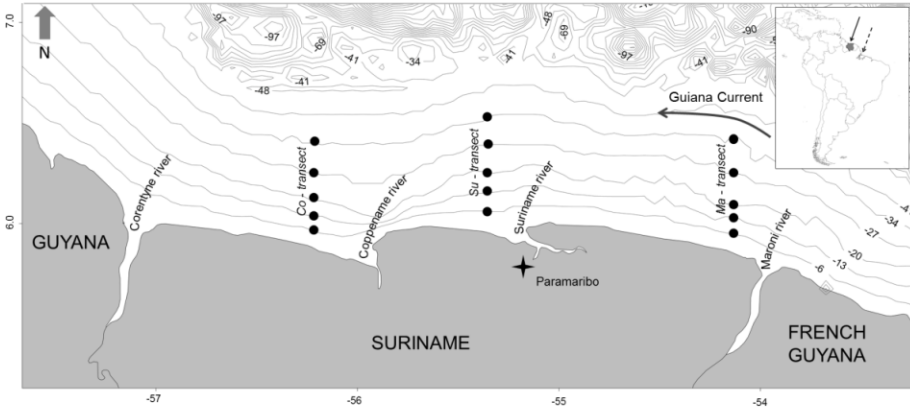 7.0
N
6.0
-97
-97
-69
-41
-34
-41
-48
-48
-69
-41
-97
-41
-90
Guiana Current
Co - transect
Su - transect
Ma - transect
Corentyne river
Coppename river
Suriname river
Maroni river
-34
-27
-20
-13
-6
GUYANA
Paramaribo
SURINAME
FRENCH
GUYANA
-57
-56
-55
-54